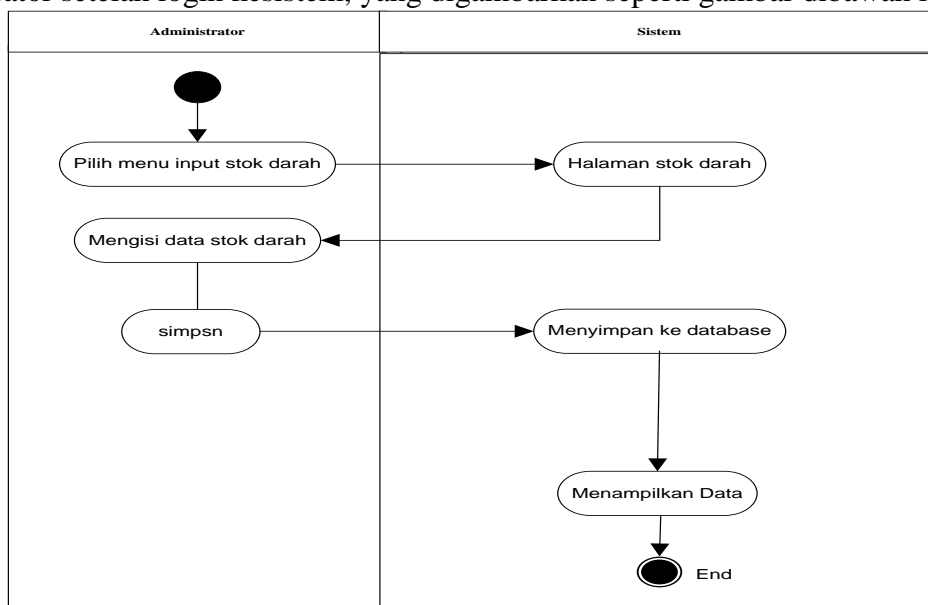 setelah login kesistem, yang digambarkan seperti gambar dibawah
Administrator Sistem
Pilih menu input stok darah Halaman stok darah
Mengisi data stok darah
simpsn Menyimpan ke database
Menampilkan Data
End